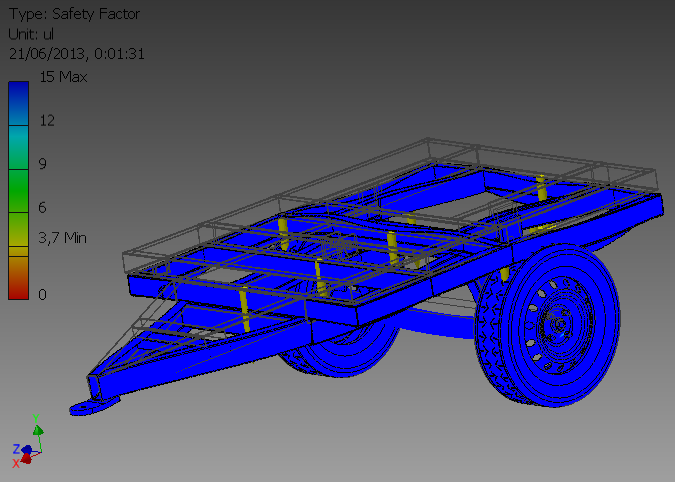 Type: Safety Factor
Unit: ul
21/06/2013, 0:01:31
15 Max
12
9
6
3,7 Min
0
Y
Z
X